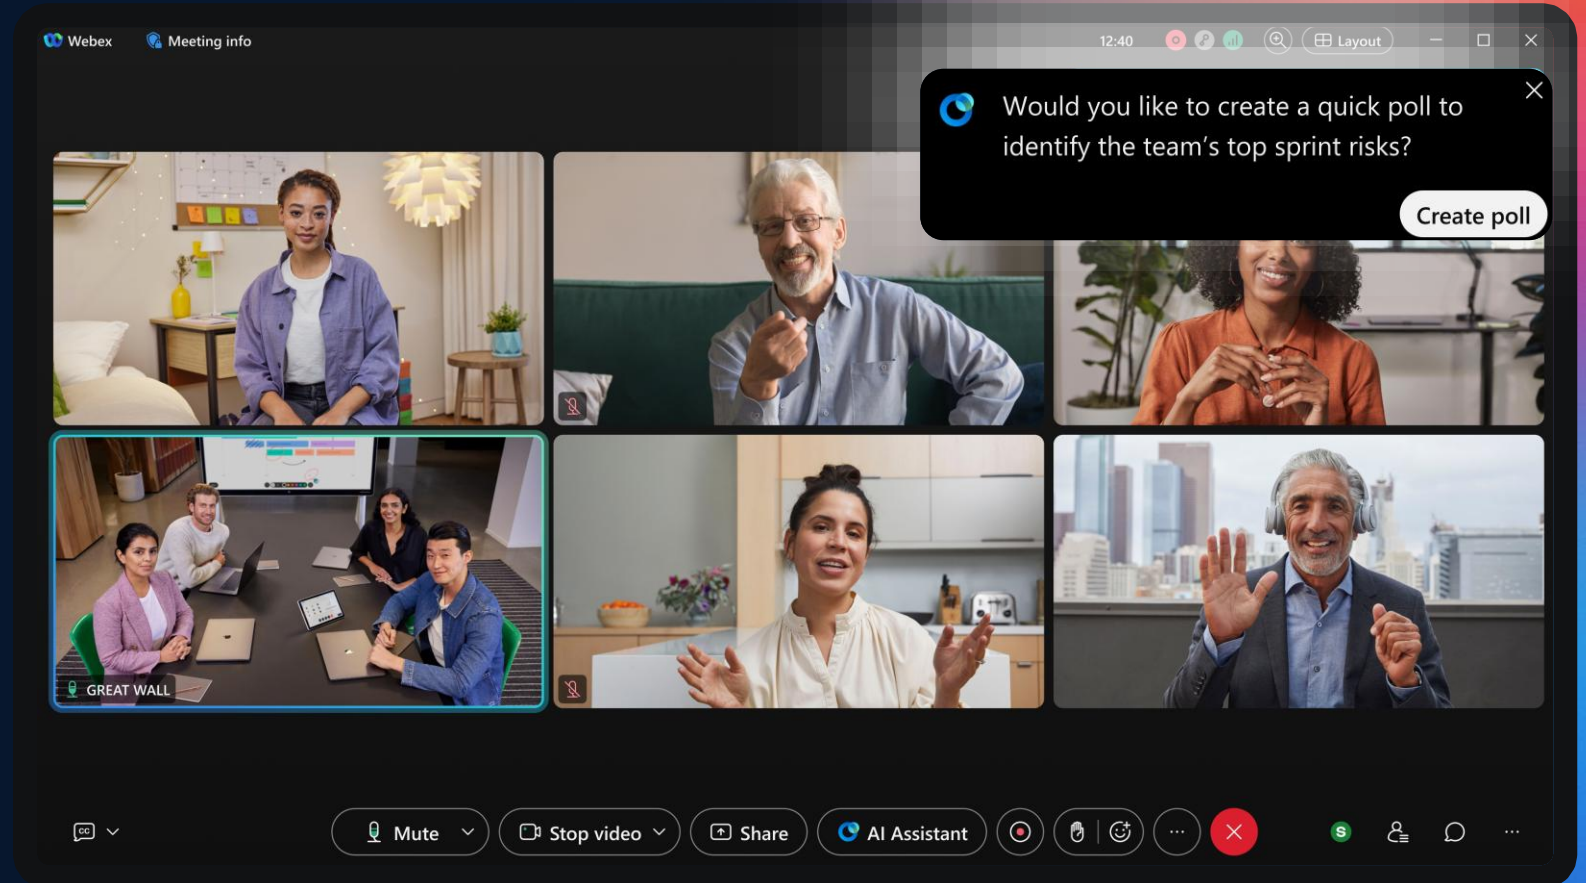 Webex
Meeting info
12:40
Layout
Would you like to create a quick poll to
identify the team's top sprint risks?
Create poll
GREAT WALL
CC
Mute
Stop video
Share
AI Assistant
S